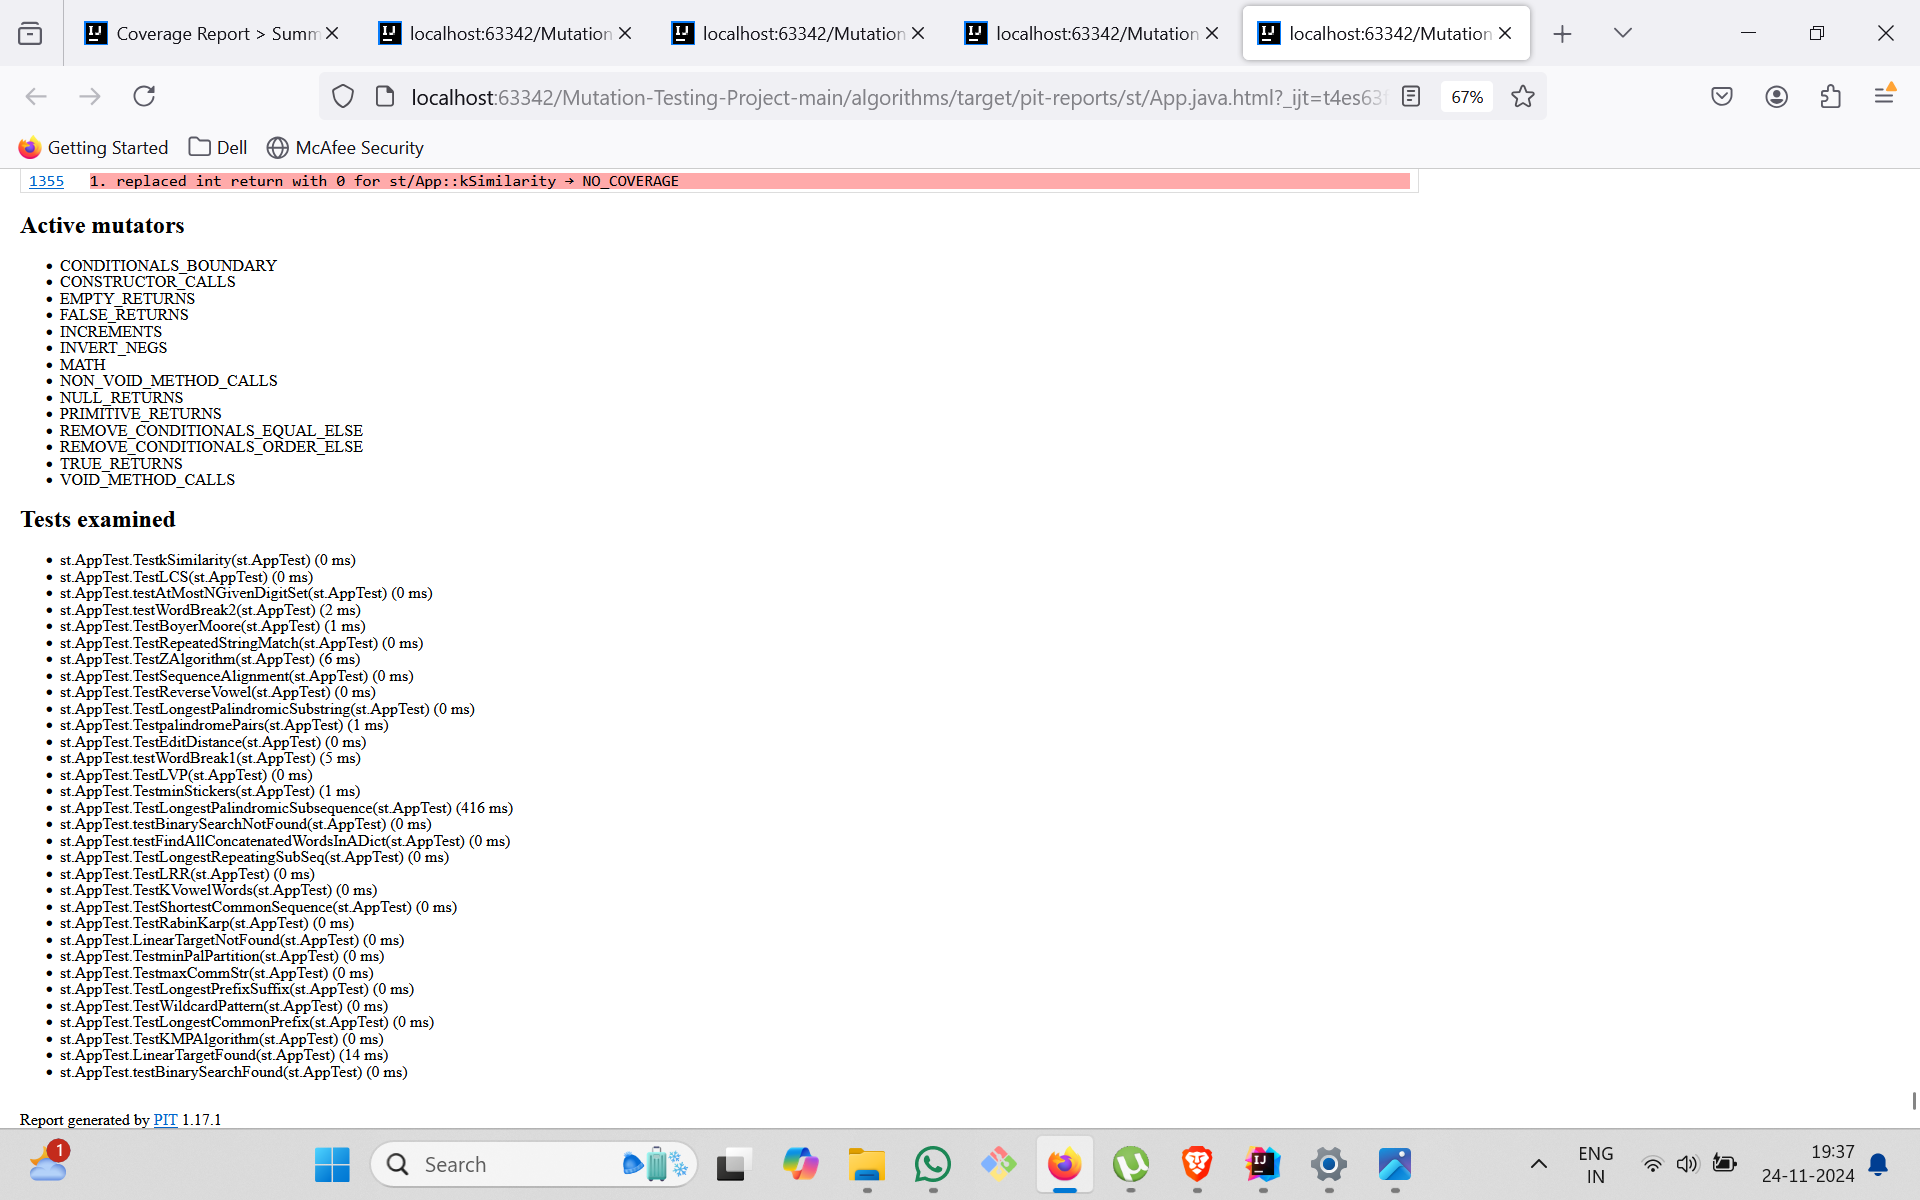 Coverage Report > Summ
localhost:63342/Mutation
localhost:63342/Mutation
localhost:63342/Mutation
localhost:63342/Mutation
localhost:63342/Mutation-Testing-Project-main/algorithms/target/pit-reports/st/App.java.html?_ijt=t4es63
67%
Getting Started
Dell
McAfee Security
1355 1. replaced int return with 0 for st/App::kSimilarity → NO_COVERAGE
Active mutators
• CONDITIONALS_BOUNDARY
• CONSTRUCTOR_CALLS
• EMPTY_RETURNS
• FALSE_RETURNS
• INCREMENTS
• INVERT_NEGS
• MATH
• NON_VOID_METHOD_CALLS
• NULL_RETURNS
• PRIMITIVE_RETURNS
• REMOVE_CONDITIONALS_EQUAL_ELSE
• REMOVE_CONDITIONALS_ORDER_ELSE
• TRUE_RETURNS
• VOID_METHOD_CALLS
Tests examined
• st.AppTest.TestkSimilarity(st.AppTest) (0 ms)
• st.AppTest.TestLCS(st.AppTest) (0 ms)
• st.AppTest.testAtMostNGivenDigitSet(st.AppTest) (0 ms)
• st.AppTest.testWordBreak2(st.AppTest) (2 ms)
• st.AppTest.TestBoyerMoore(st.AppTest) (1 ms)
• st.AppTest.TestRepeatedStringMatch(st.AppTest) (0 ms)
• st.AppTest.TestZAlgorithm(st.AppTest) (6 ms)
• st.AppTest.TestSequenceAlignment(st.AppTest) (0 ms)
• st.AppTest.TestReverseVowel(st.AppTest) (0 ms)
• st.AppTest.TestLongestPalindromicSubstring(st.AppTest) (0 ms)
• st.AppTest.TestpalindromePairs(st.AppTest) (1 ms)
• st.AppTest.TestEditDistance(st.AppTest) (0 ms)
• st.AppTest.testWordBreak1(st.AppTest) (5 ms)
• st.AppTest.TestLVP(st.AppTest) (0 ms)
• st.AppTest.TestminStickers(st.AppTest) (1 ms)
• st.AppTest.TestLongestPalindromicSubsequence(st.AppTest) (416 ms)
• st.AppTest.testBinarySearchNotFound(st.AppTest) (0 ms)
• st.AppTest.testFindAllConcatenatedWordsInADict(st.AppTest) (0 ms)
• st.AppTest.TestLongestRepeatingSubSeq(st.AppTest) (0 ms)
• st.AppTest.TestLRR(st.AppTest) (0 ms)
• st.AppTest.TestKVowelWords(st.AppTest) (0 ms)
• st.AppTest.TestShortestCommonSequence(st.AppTest) (0 ms)
• st.AppTest.TestRabinKarp(st.AppTest) (0 ms)
• st.AppTest.LinearTargetNotFound(st.AppTest) (0 ms)
• st.AppTest.TestminPalPartition(st.AppTest) (0 ms)
• st.AppTest.TestmaxCommStr(st.AppTest) (0 ms)
• st.AppTest.TestLongestPrefixSuffix(st.AppTest) (0 ms)
• st.AppTest.TestWildcardPattern(st.AppTest) (0 ms)
• st.AppTest.TestLongestCommonPrefix(st.AppTest) (0 ms)
• st.AppTest.TestKMPAlgorithm(st.AppTest) (0 ms)
• st.AppTest.LinearTargetFound(st.AppTest) (14 ms)
• st.AppTest.testBinarySearchFound(st.AppTest) (0 ms)
Report generated by PIT 1.17.1
1
Search
ENG
IN
19:37
24-11-2024